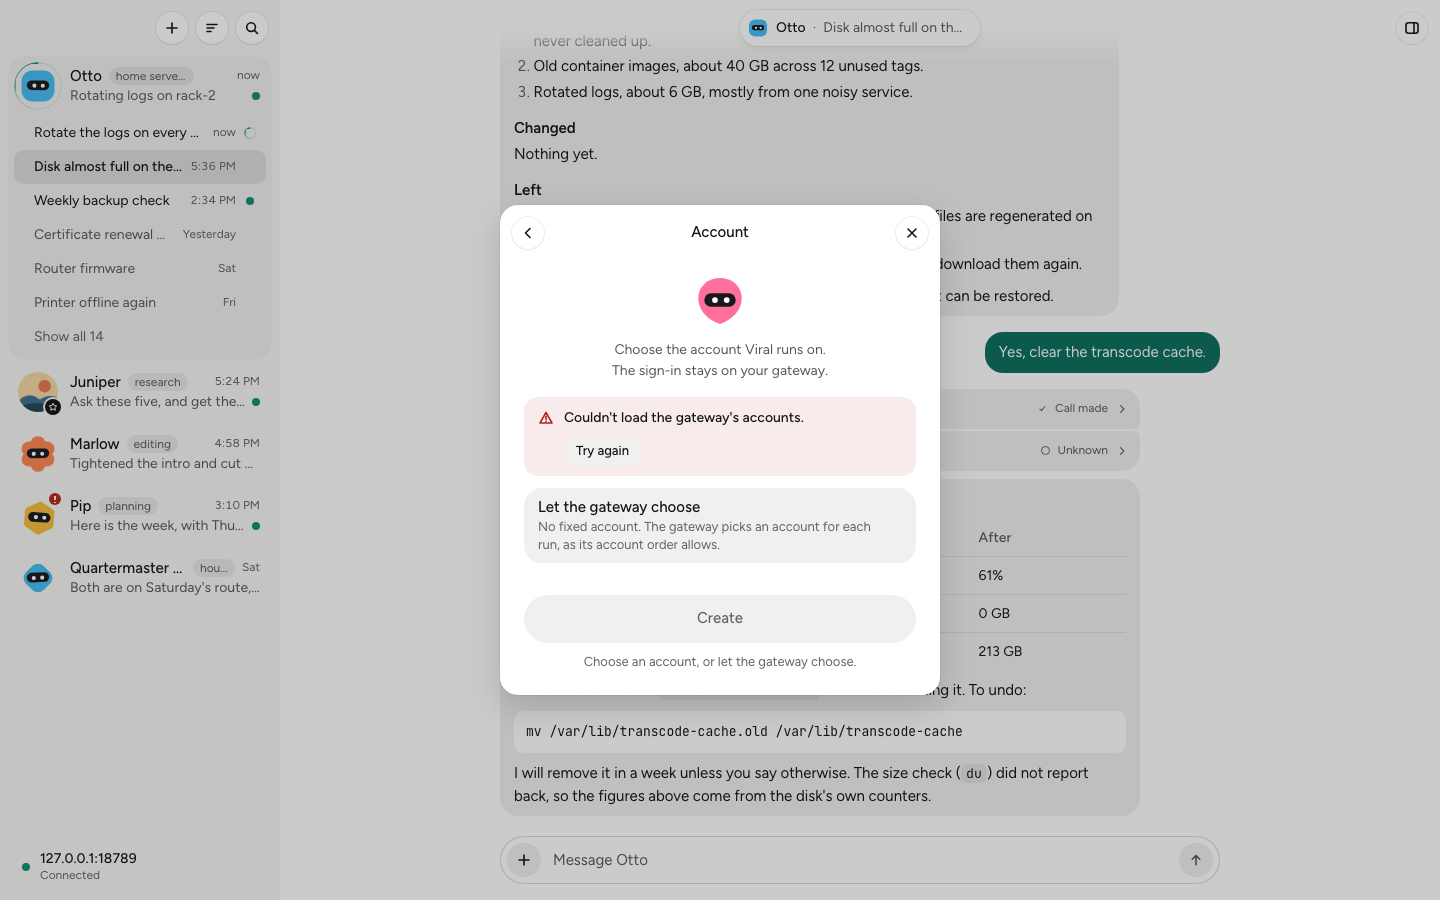 Otto home serve... now
Rotating logs on rack-2
Rotate the logs on every ... now
Disk almost full on the... 5:36 PM
Weekly backup check 2:34 PM
Certificate renewal ... Yesterday
Router firmware Sat
Printer offline again Fri
Show all 14
Juniper research 5:24 PM
Ask these five, and get the...
Marlow editing 4:58 PM
Tightened the intro and cut ...
Pip planning 3:10 PM
Here is the week, with Thu...
Quartermaster ... hou... Sat
Both are on Saturday's route,...
127.0.0.1:18789
Connected
Otto · Disk almost full on th...
never cleaned up.
2. Old container images, about 40 GB across 12 unused tags.
3. Rotated logs, about 6 GB, mostly from one noisy service.
Changed
Nothing yet.
Left
files are regenerated on
download them again.
can be restored.
Yes, clear the transcode cache.
Call made
Unknown
After
61%
0 GB
213 GB
it. To undo:
mv /var/lib/transcode-cache.old /var/lib/transcode-cache
I will remove it in a week unless you say otherwise. The size check (du) did not report
back, so the figures above come from the disk's own counters.
Message Otto
Account
Choose the account Viral runs on.
The sign-in stays on your gateway.
Couldn't load the gateway's accounts.
Try again
Let the gateway choose
No fixed account. The gateway picks an account for each
run, as its account order allows.
Create
Choose an account, or let the gateway choose.